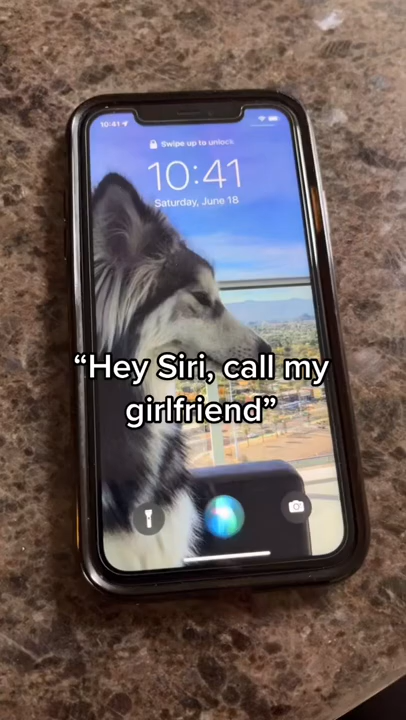 10:41
Swipe up to unlock
10:41
Saturday, June 18
“Hey Siri, call my
girlfriend”